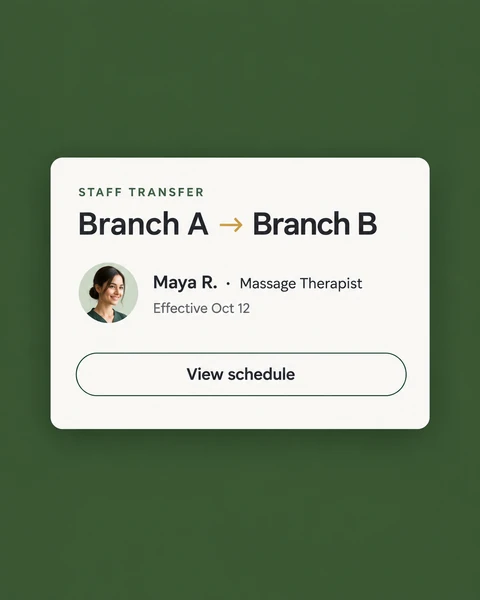 STAFF TRANSFER
Branch A → Branch B
Maya R. · Massage Therapist
Effective Oct 12
View schedule